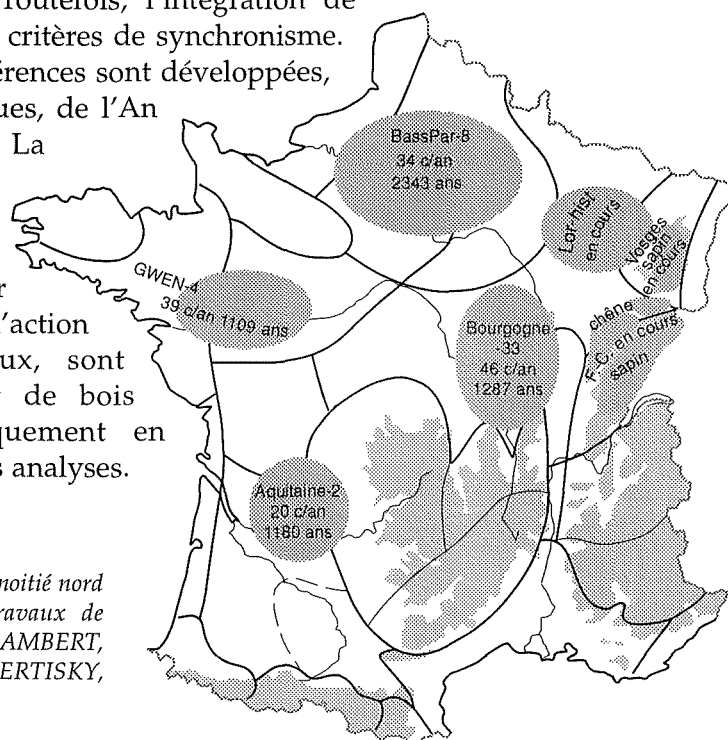 Toutefois, l'intégration de
critères de synchronisme.
érences sont développées,
ues, de l'An
La
r
l'action
ux, sont
de bois
quement en
s analyses.
noitié nord
ravaux de
AMBERT,
ERTISKY,
BassPar-8
34 c/an
2343 ans
Lor-hist
en cours
Vosges
sapin
en cours
GWEN-4
39 c/an 1109 ans
Bourgogne
-33
46 c/an
1287 ans
chêne
F-C. en cours
sapin
Aquitaine-2
20 c/an
1180 ans